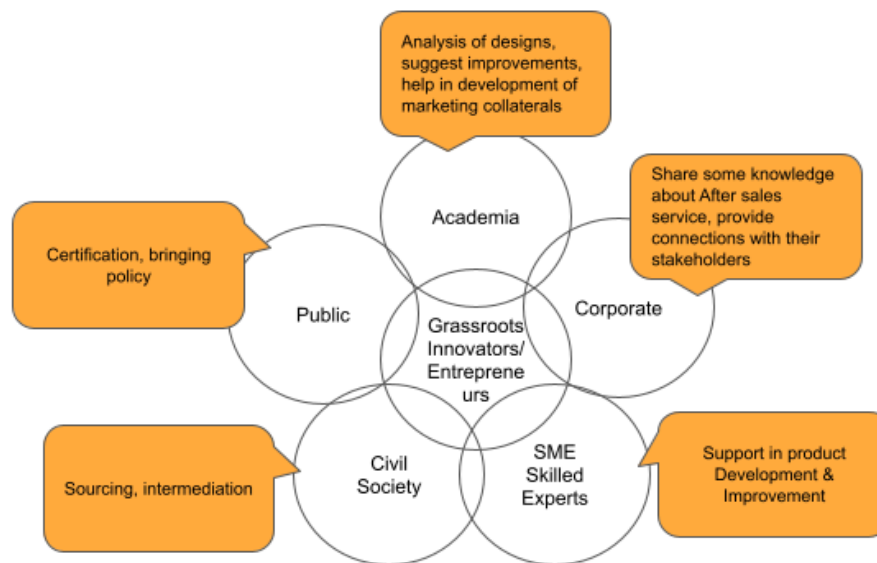 Analysis of designs,
suggest improvements,
help in development of
marketing collaterals
Academia
Share some knowledge
about After sales
service, provide
connections with their
stakeholders
Certification, bringing
policy
Public
Corporate
Grassroots
Innovators/
Entreprene
urs
Civil
Society
SME
Skilled
Experts
Sourcing, intermediation
Support in product
Development &
Improvement